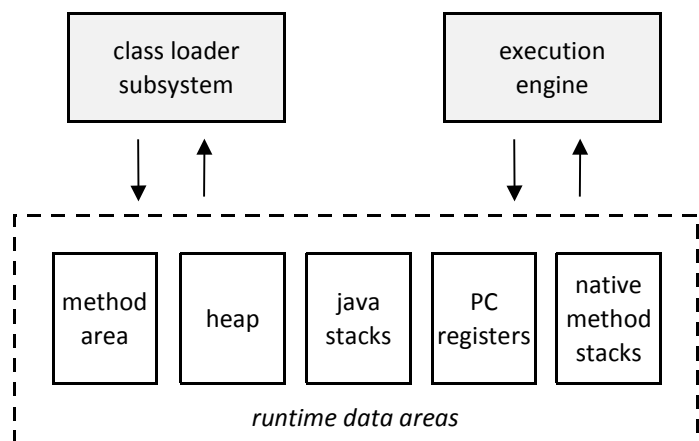 class loader
subsystem
execution
engine
method
area
heap
java
stacks
PC
registers
native
method
stacks
runtime data areas